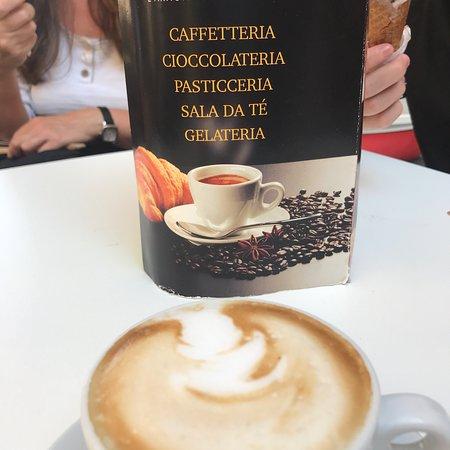 CAFFETTERIA
CIOCCOLATERIA
PASTICCERIA
SALA DA TÉ
GELATERIA